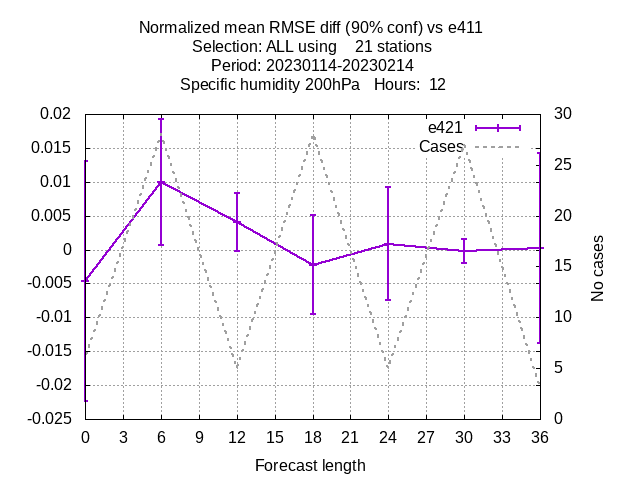 Normalized mean RMSE diff (90% conf) vs e411
Selection: ALL using    21 stations
Period: 20230114-20230214
Specific humidity 200hPa   Hours:  12
e421
Cases
0.02
0.015
0.01
0.005
0
-0.005
-0.01
-0.015
-0.02
-0.025
30
25
20
15
10
5
0
No cases
0 3 6 9 12 15 18 21 24 27 30 33 36
Forecast length